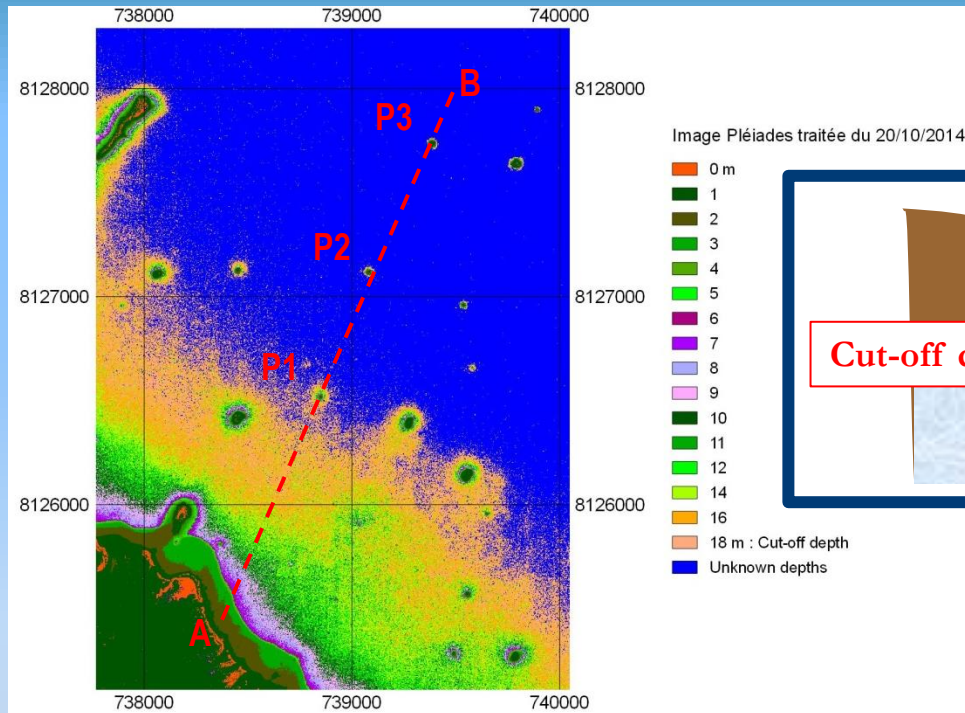 738000 739000 740000
8128000 B 8128000
P3
P2
8127000 8127000
P1
8126000 8126000
A
738000 739000 740000
Image Pléiades traitée du 20/10/2014
0 m
1
2
3
4
5
6
7
8
9
10
11
12
14
16
18 m : Cut-off depth
Unknown depths
Cut-off